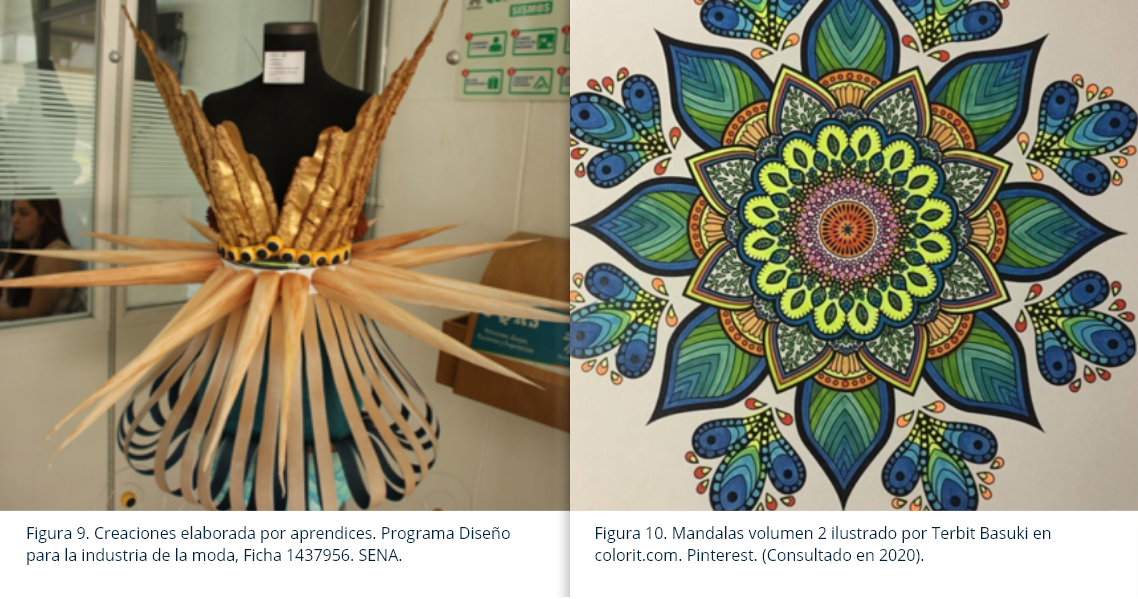 SISMOS
Figura 9. Creaciones elaborada por aprendices. Programa Diseño
para la industria de la moda, Ficha 1437956. SENA.
Figura 10. Mandalas volumen 2 ilustrado por Terbit Basuki en
colorit.com. Pinterest. (Consultado en 2020).